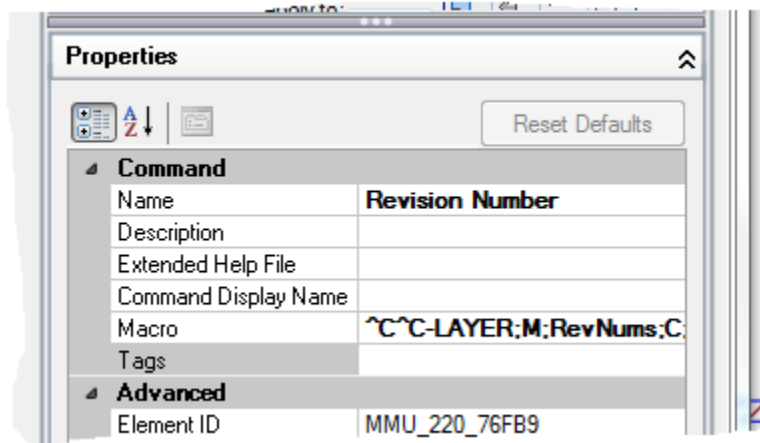 Properties
Reset Defaults
Command
Name Revision Number
Description
Extended Help File
Command Display Name
Macro ^C^C-LAYER;M;RevNums;C;
Tags
Advanced
Element ID MMU_220_76FB9